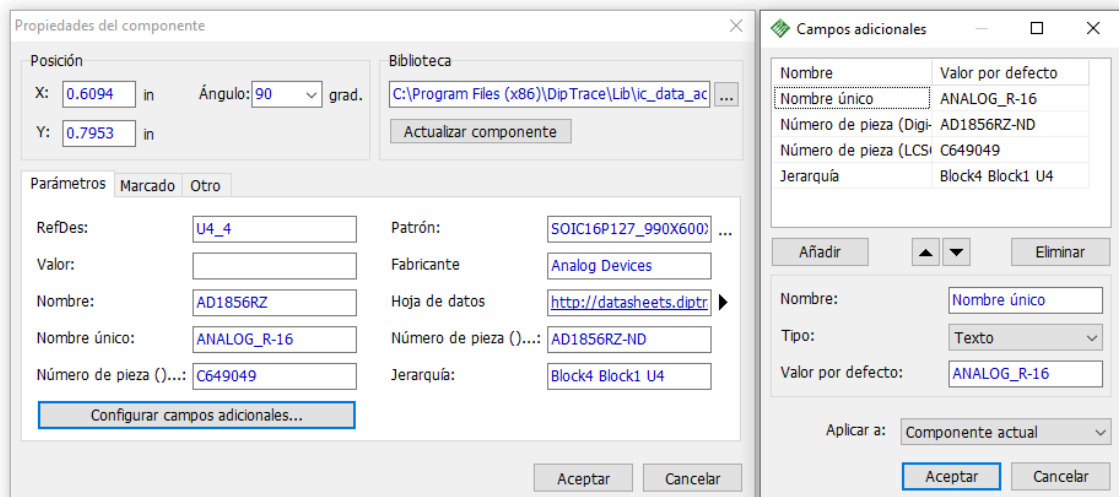 Propiedades del componente
Posición
X: 0.6094 in Ángulo: 90 grad.
Y: 0.7953 in
Biblioteca
C:\Program Files (x86)\DipTrace\Lib\ic_data_ac ...
Actualizar componente
Parámetros Marcado Otro
RefDes: U4_4 Patrón: SOIC16P127_990X600X ...
Valor: Fabricante Analog Devices
Nombre: AD1856RZ Hoja de datos http://datasheets.diptr
Nombre único: ANALOG_R-16 Número de pieza ()...: AD1856RZ-ND
Número de pieza ()...: C649049 Jerarquía: Block4 Block1 U4
Configurar campos adicionales...
Aceptar Cancelar
Campos adicionales
Nombre Valor por defecto
Nombre único ANALOG_R-16
Número de pieza (Digi- AD1856RZ-ND
Número de pieza (LCSC C649049
Jerarquía Block4 Block1 U4
Añadir Eliminar
Nombre: Nombre único
Tipo: Texto
Valor por defecto: ANALOG_R-16
Aplicar a: Componente actual
Aceptar Cancelar